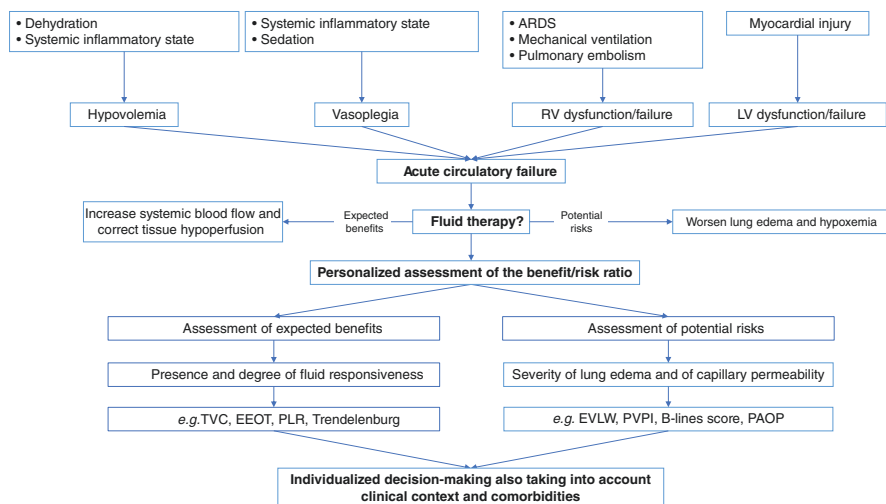 • Dehydration
• Systemic inflammatory state
• Systemic inflammatory state
• Sedation
• ARDS
• Mechanical ventilation
• Pulmonary embolism
Myocardial injury
Hypovolemia
Vasoplegia
RV dysfunction/failure
LV dysfunction/failure
Acute circulatory failure
Increase systemic blood flow and
correct tissue hypoperfusion
Expected
benefits
Fluid therapy?
Potential
risks
Worsen lung edema and hypoxemia
Personalized assessment of the benefit/risk ratio
Assessment of expected benefits
Assessment of potential risks
Presence and degree of fluid responsiveness
Severity of lung edema and of capillary permeability
e.g.TVC, EEOT, PLR, Trendelenburg
e.g. EVLW, PVPI, B-lines score, PAOP
Individualized decision-making also taking into account
clinical context and comorbidities